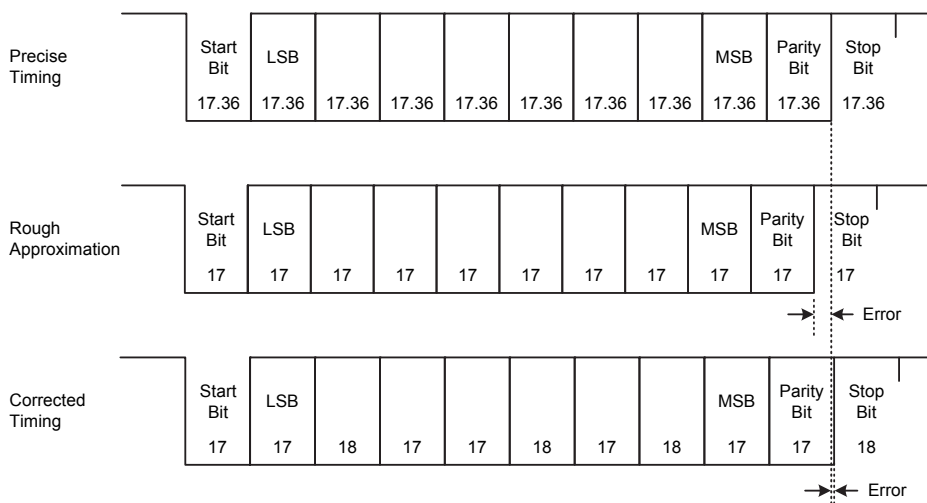 Precise
Timing
Start
Bit
LSB
MSB
Parity
Bit
Stop
Bit
17.36 17.36 17.36 17.36 17.36 17.36 17.36 17.36 17.36 17.36 17.36
Rough
Approximation
Start
Bit
LSB
MSB
Parity
Bit
Stop
Bit
17 17 17 17 17 17 17 17 17 17 17
Error
Corrected
Timing
Start
Bit
LSB
MSB
Parity
Bit
Stop
Bit
17 17 18 17 17 18 17 18 17 17 18
Error